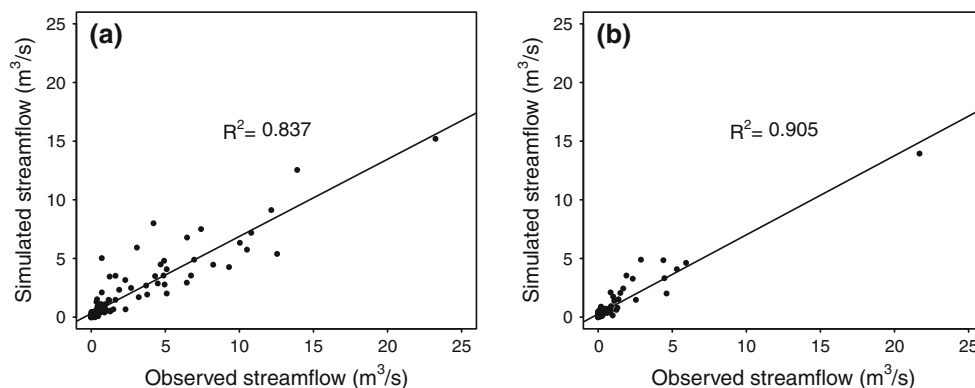 (a)
R²= 0.837
Simulated streamflow (m³/s)
25
20
15
10
5
0
0 5 10 15 20 25
Observed streamflow (m³/s)
(b)
R²= 0.905
Simulated streamflow (m³/s)
25
20
15
10
5
0
0 5 10 15 20 25
Observed streamflow (m³/s)